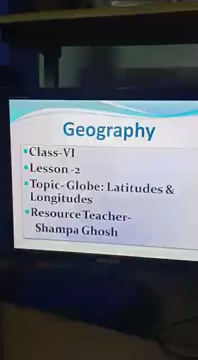 Geography
Class-VI
Lesson -2
Topic- Globe: Latitudes &
Longitudes
Resource Teacher-
Shampa Ghosh